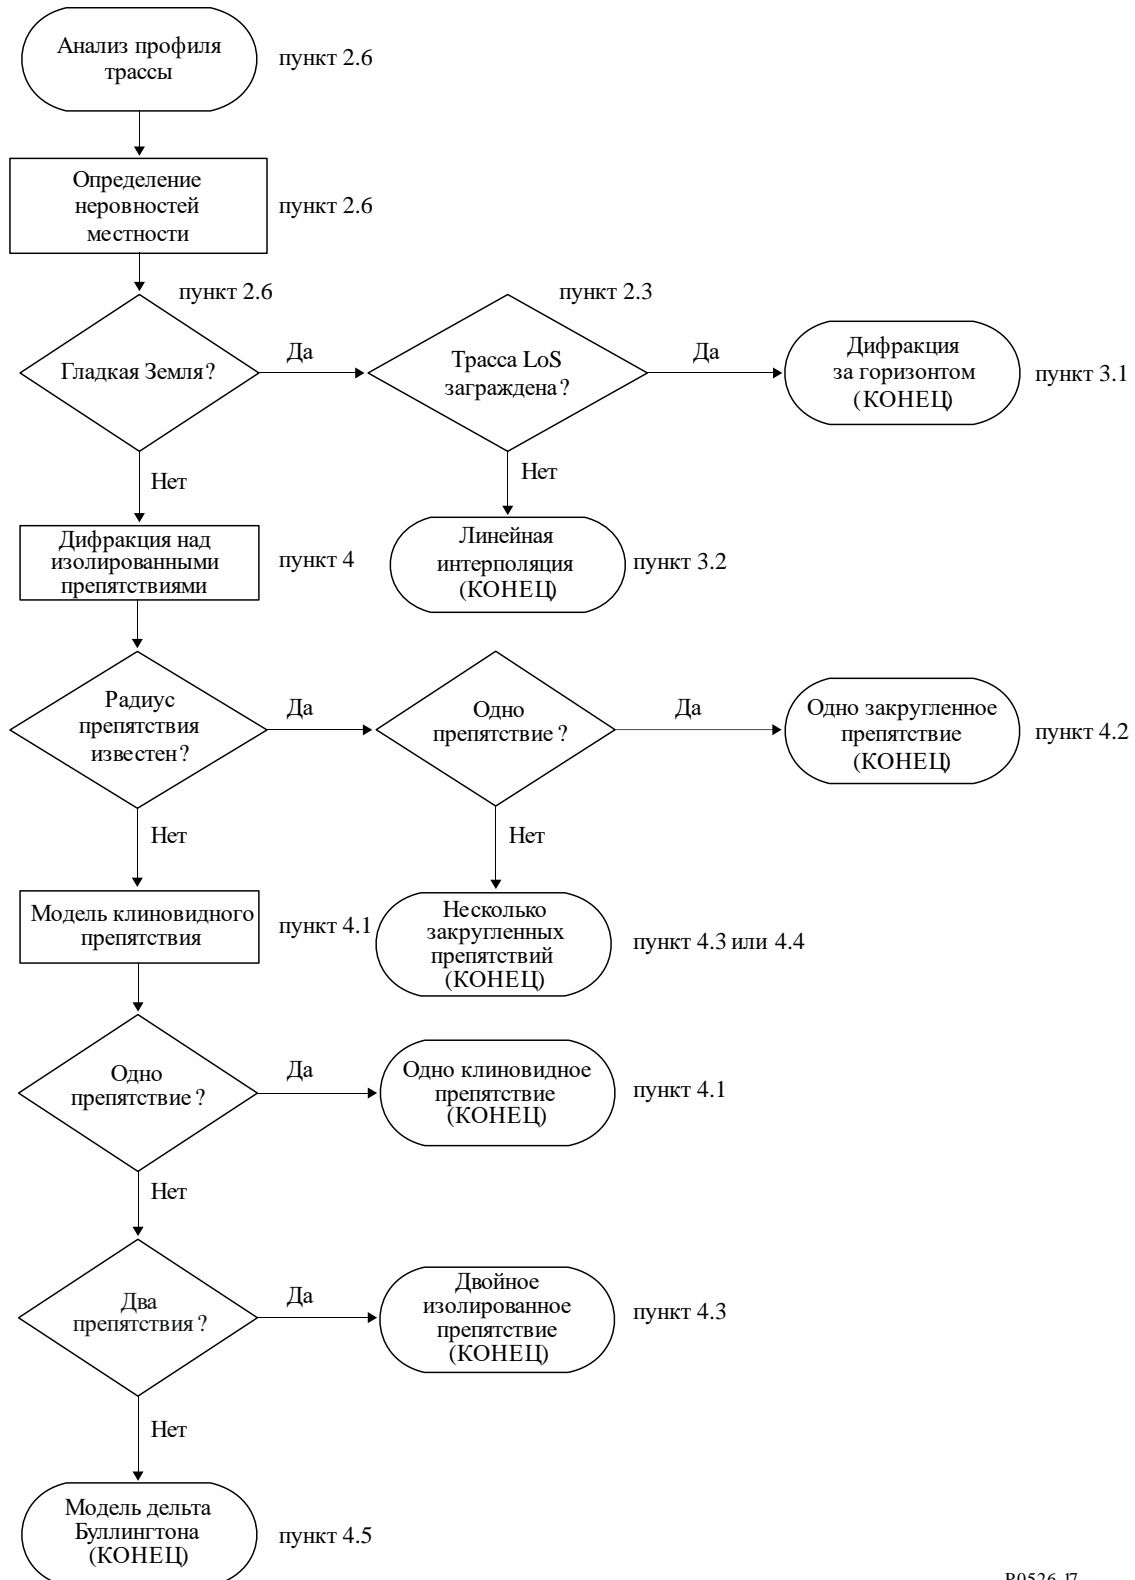 Анализ профиля
трассы
пункт 2.6
Определение
неровностей
местности
пункт 2.6
пункт 2.6
Гладкая Земля?
Да
пункт 2.3
Трасса LoS
заграждена?
Да
Дифракция
за горизонтом
(КОНЕЦ)
пункт 3.1
Нет
Нет
Дифракция над
изолированными
препятствиями
пункт 4
Линейная
интерполяция
(КОНЕЦ)
пункт 3.2
Радиус
препятствия
известен?
Да
Одно
препятствие?
Да
Одно закругленное
препятствие
(КОНЕЦ)
пункт 4.2
Нет
Нет
Модель клиновидного
препятствия
пункт 4.1
Несколько
закругленных
препятствий
(КОНЕЦ)
пункт 4.3 или 4.4
Одно
препятствие?
Да
Одно клиновидное
препятствие
(КОНЕЦ)
пункт 4.1
Нет
Два
препятствия?
Да
Двойное
изолированное
препятствие
(КОНЕЦ)
пункт 4.3
Нет
Модель дельта
Буллингтона
(КОНЕЦ)
пункт 4.5